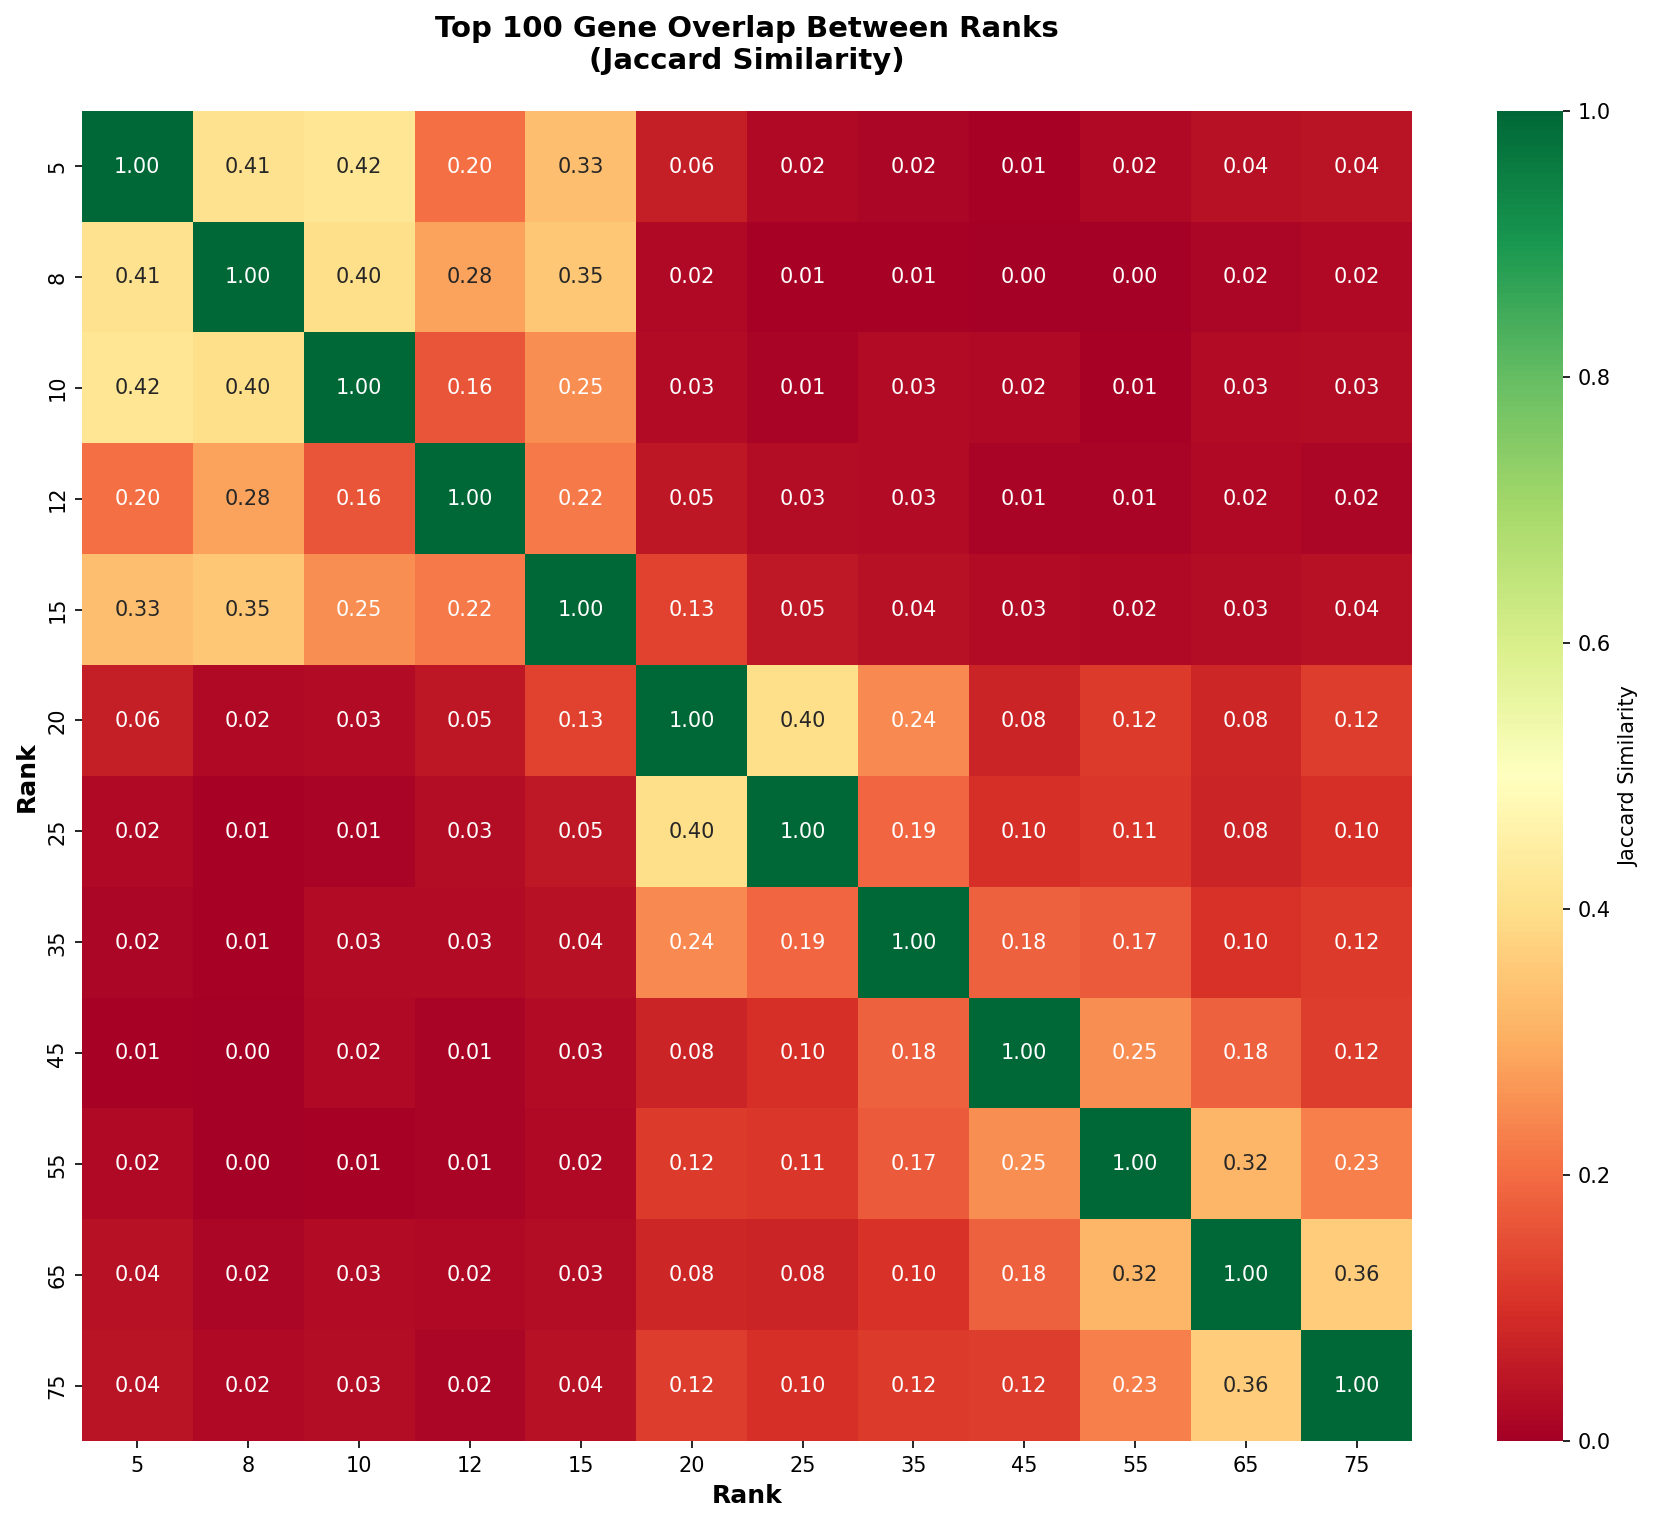 Top 100 Gene Overlap Between Ranks
(Jaccard Similarity)
5 1.00 0.41 0.42 0.20 0.33 0.06 0.02 0.02 0.01 0.02 0.04 0.04
8 0.41 1.00 0.40 0.28 0.35 0.02 0.01 0.01 0.00 0.00 0.02 0.02
10 0.42 0.40 1.00 0.16 0.25 0.03 0.01 0.03 0.02 0.01 0.03 0.03
12 0.20 0.28 0.16 1.00 0.22 0.05 0.03 0.03 0.01 0.01 0.02 0.02
15 0.33 0.35 0.25 0.22 1.00 0.13 0.05 0.04 0.03 0.02 0.03 0.04
20 0.06 0.02 0.03 0.05 0.13 1.00 0.40 0.24 0.08 0.12 0.08 0.12
25 0.02 0.01 0.01 0.03 0.05 0.40 1.00 0.19 0.10 0.11 0.08 0.10
35 0.02 0.01 0.03 0.03 0.04 0.24 0.19 1.00 0.18 0.17 0.10 0.12
45 0.01 0.00 0.02 0.01 0.03 0.08 0.10 0.18 1.00 0.25 0.18 0.12
55 0.02 0.00 0.01 0.01 0.02 0.12 0.11 0.17 0.25 1.00 0.32 0.23
65 0.04 0.02 0.03 0.02 0.03 0.08 0.08 0.10 0.18 0.32 1.00 0.36
75 0.04 0.02 0.03 0.02 0.04 0.12 0.10 0.12 0.12 0.23 0.36 1.00
5 8 10 12 15 20 25 35 45 55 65 75
Rank
Rank
1.0
0.8
0.6
0.4
0.2
0.0
Jaccard Similarity